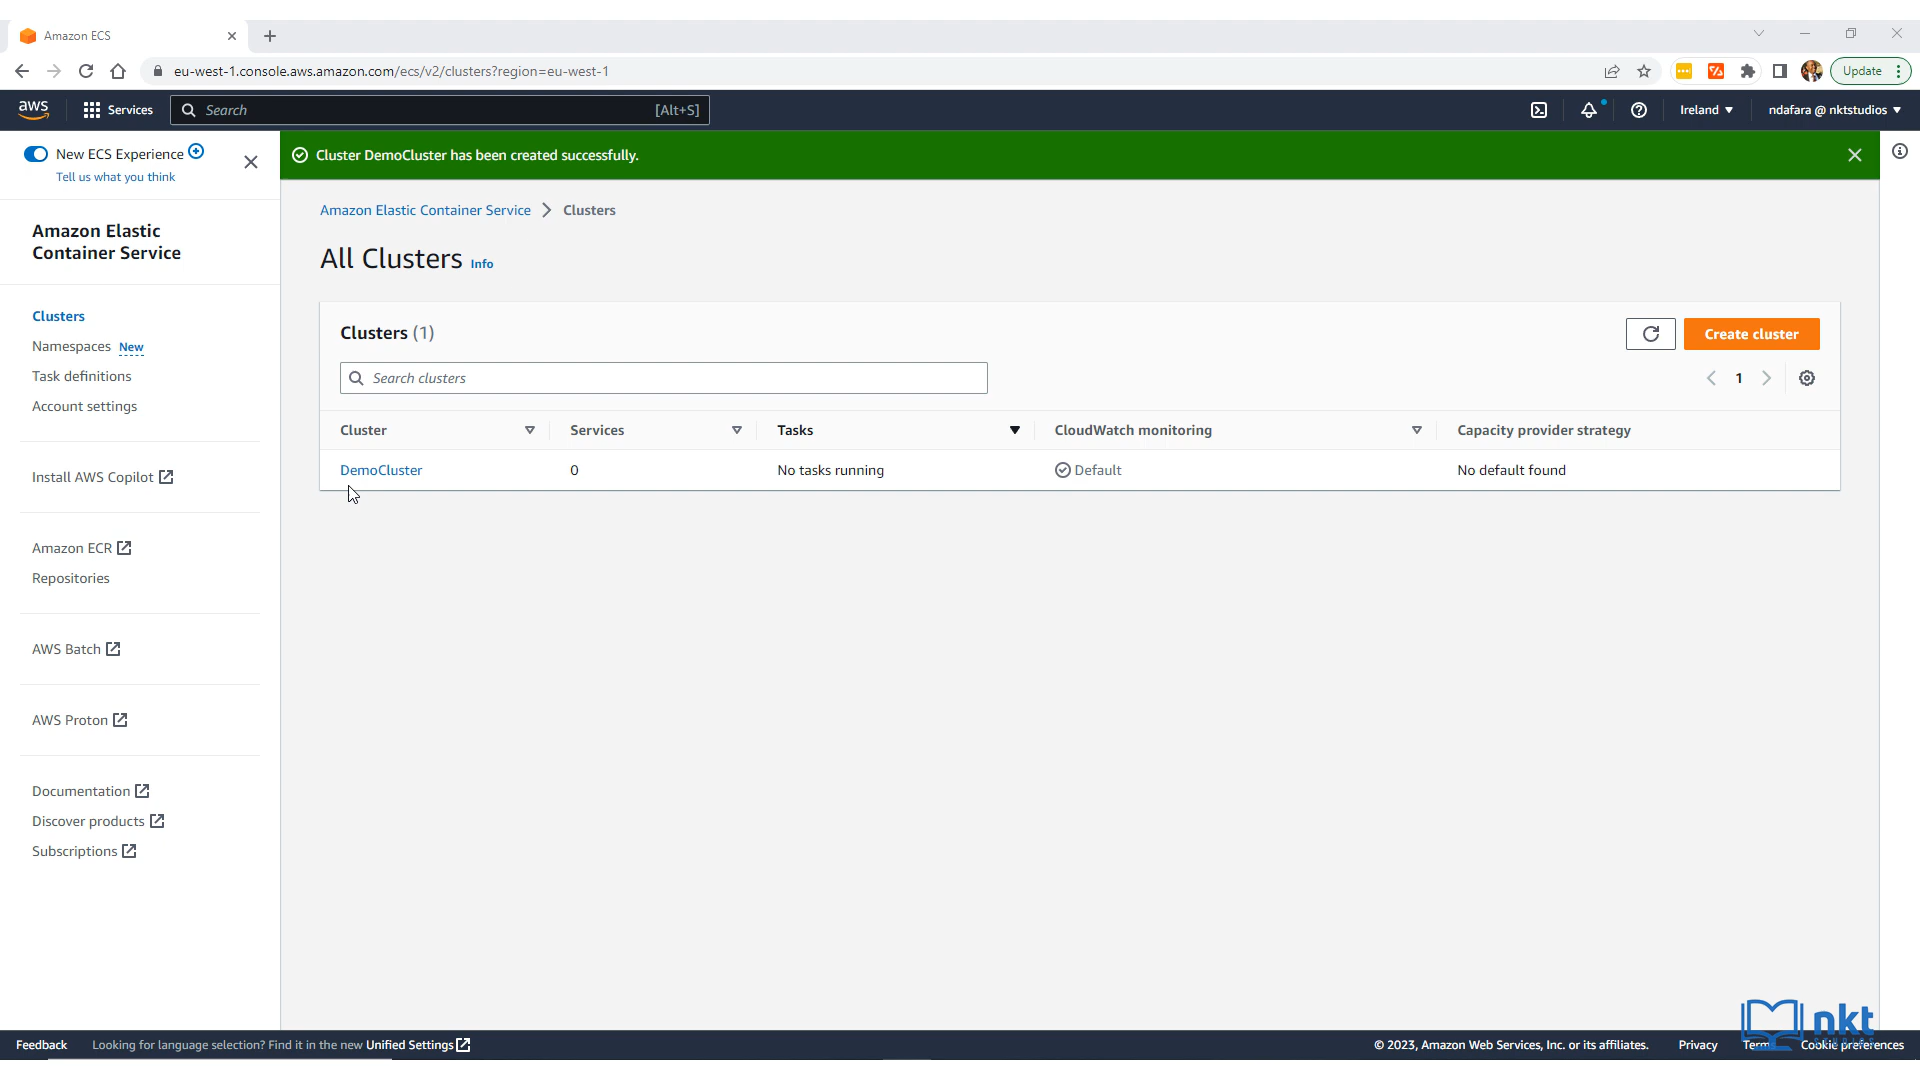 Amazon ECS
eu-west-1.console.aws.amazon.com/ecs/v2/clusters?region=eu-west-1
Update
aws
Services
Search
[Alt+S]
Ireland
ndafara @ nktstudios
New ECS Experience
Tell us what you think
Amazon Elastic
Container Service
Clusters
Namespaces New
Task definitions
Account settings
Install AWS Copilot
Amazon ECR
Repositories
AWS Batch
AWS Proton
Documentation
Discover products
Subscriptions
Cluster DemoCluster has been created successfully.
Amazon Elastic Container Service > Clusters
All Clusters Info
Clusters (1)
Create cluster
Search clusters
1
Cluster Services Tasks CloudWatch monitoring Capacity provider strategy
DemoCluster 0 No tasks running Default No default found
nkt
Feedback Looking for language selection? Find it in the new Unified Settings
© 2023, Amazon Web Services, Inc. or its affiliates. Privacy Cookie preferences